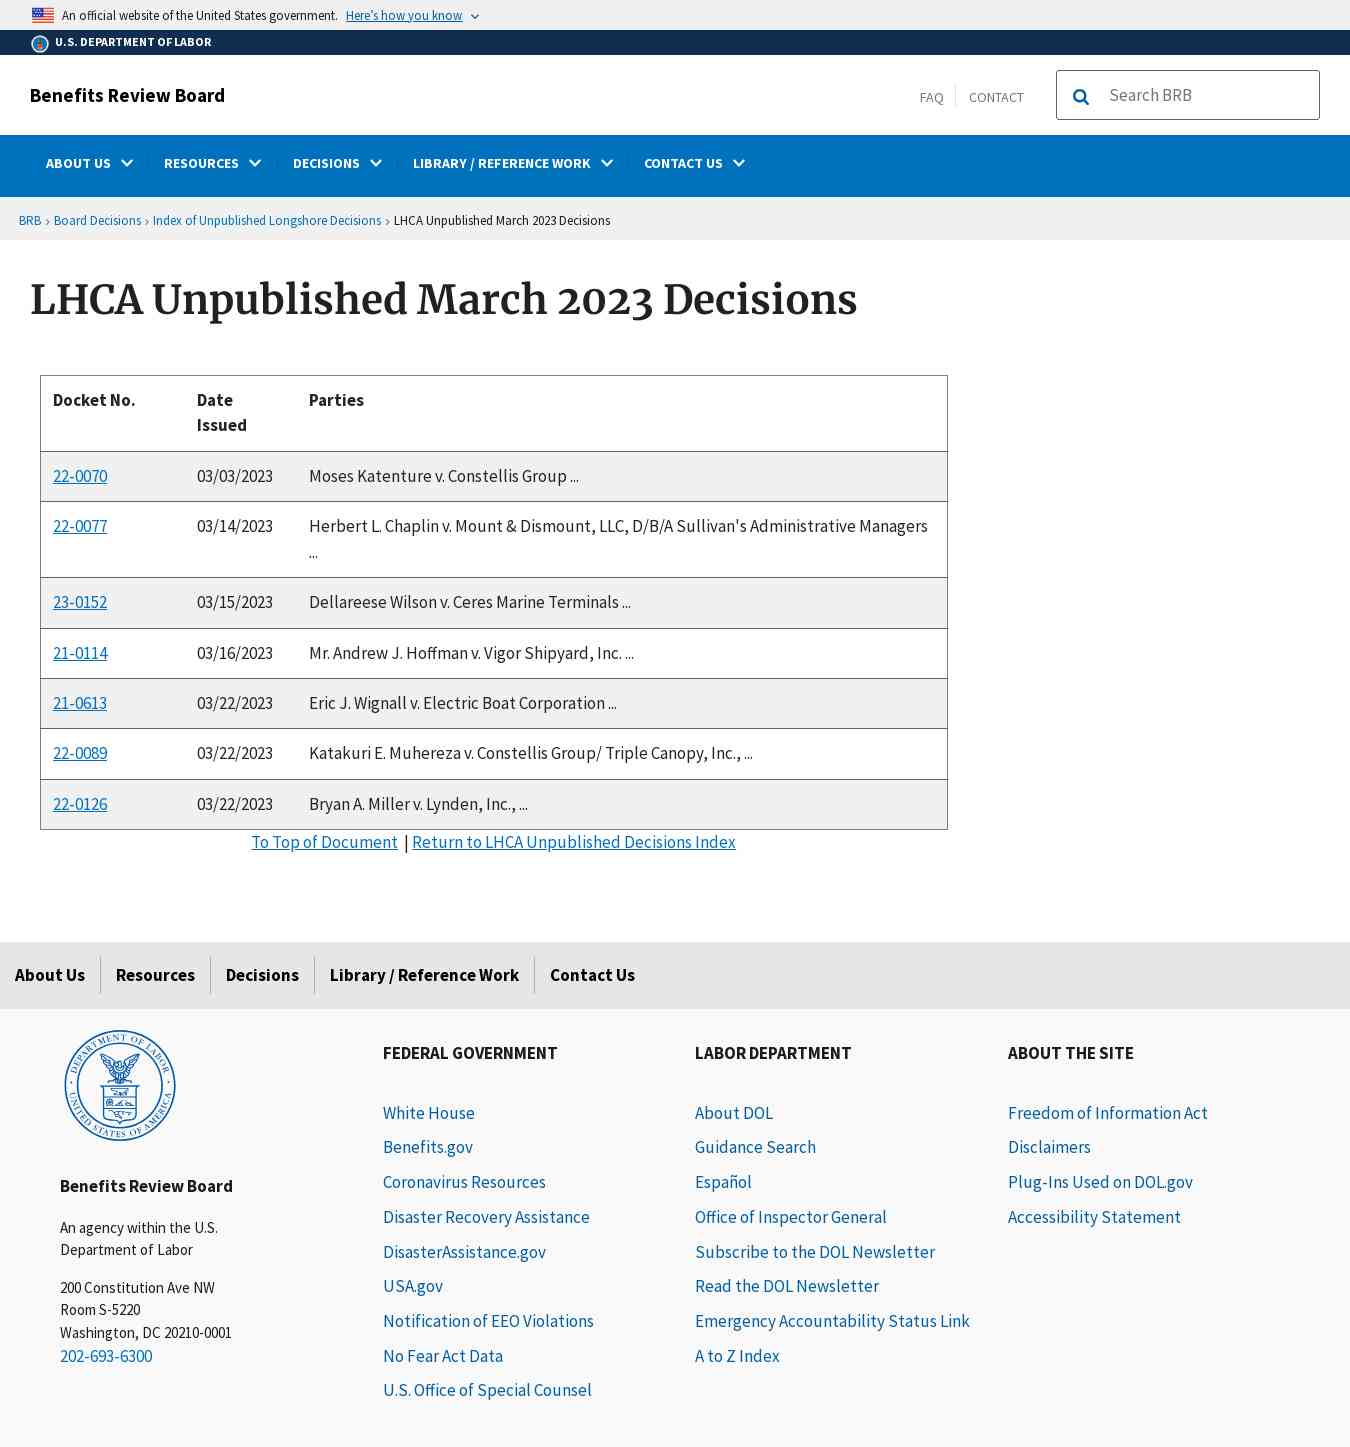 An official website of the United States government. Here's how you know
U.S. DEPARTMENT OF LABOR
Benefits Review Board
FAQ CONTACT Search BRB
ABOUT US RESOURCES DECISIONS LIBRARY / REFERENCE WORK CONTACT US
BRB › Board Decisions › Index of Unpublished Longshore Decisions › LHCA Unpublished March 2023 Decisions
LHCA Unpublished March 2023 Decisions
Docket No. Date Issued Parties
22-0070 03/03/2023 Moses Katenture v. Constellis Group ...
22-0077 03/14/2023 Herbert L. Chaplin v. Mount & Dismount, LLC, D/B/A Sullivan's Administrative Managers
...
23-0152 03/15/2023 Dellareese Wilson v. Ceres Marine Terminals ...
21-0114 03/16/2023 Mr. Andrew J. Hoffman v. Vigor Shipyard, Inc. ...
21-0613 03/22/2023 Eric J. Wignall v. Electric Boat Corporation ...
22-0089 03/22/2023 Katakuri E. Muhereza v. Constellis Group/ Triple Canopy, Inc., ...
22-0126 03/22/2023 Bryan A. Miller v. Lynden, Inc., ...
To Top of Document | Return to LHCA Unpublished Decisions Index
About Us Resources Decisions Library / Reference Work Contact Us
DEPARTMENT OF LABOR
UNITED STATES OF AMERICA
Benefits Review Board
An agency within the U.S.
Department of Labor
200 Constitution Ave NW
Room S-5220
Washington, DC 20210-0001
202-693-6300
FEDERAL GOVERNMENT
White House
Benefits.gov
Coronavirus Resources
Disaster Recovery Assistance
DisasterAssistance.gov
USA.gov
Notification of EEO Violations
No Fear Act Data
U.S. Office of Special Counsel
LABOR DEPARTMENT
About DOL
Guidance Search
Español
Office of Inspector General
Subscribe to the DOL Newsletter
Read the DOL Newsletter
Emergency Accountability Status Link
A to Z Index
ABOUT THE SITE
Freedom of Information Act
Disclaimers
Plug-Ins Used on DOL.gov
Accessibility Statement